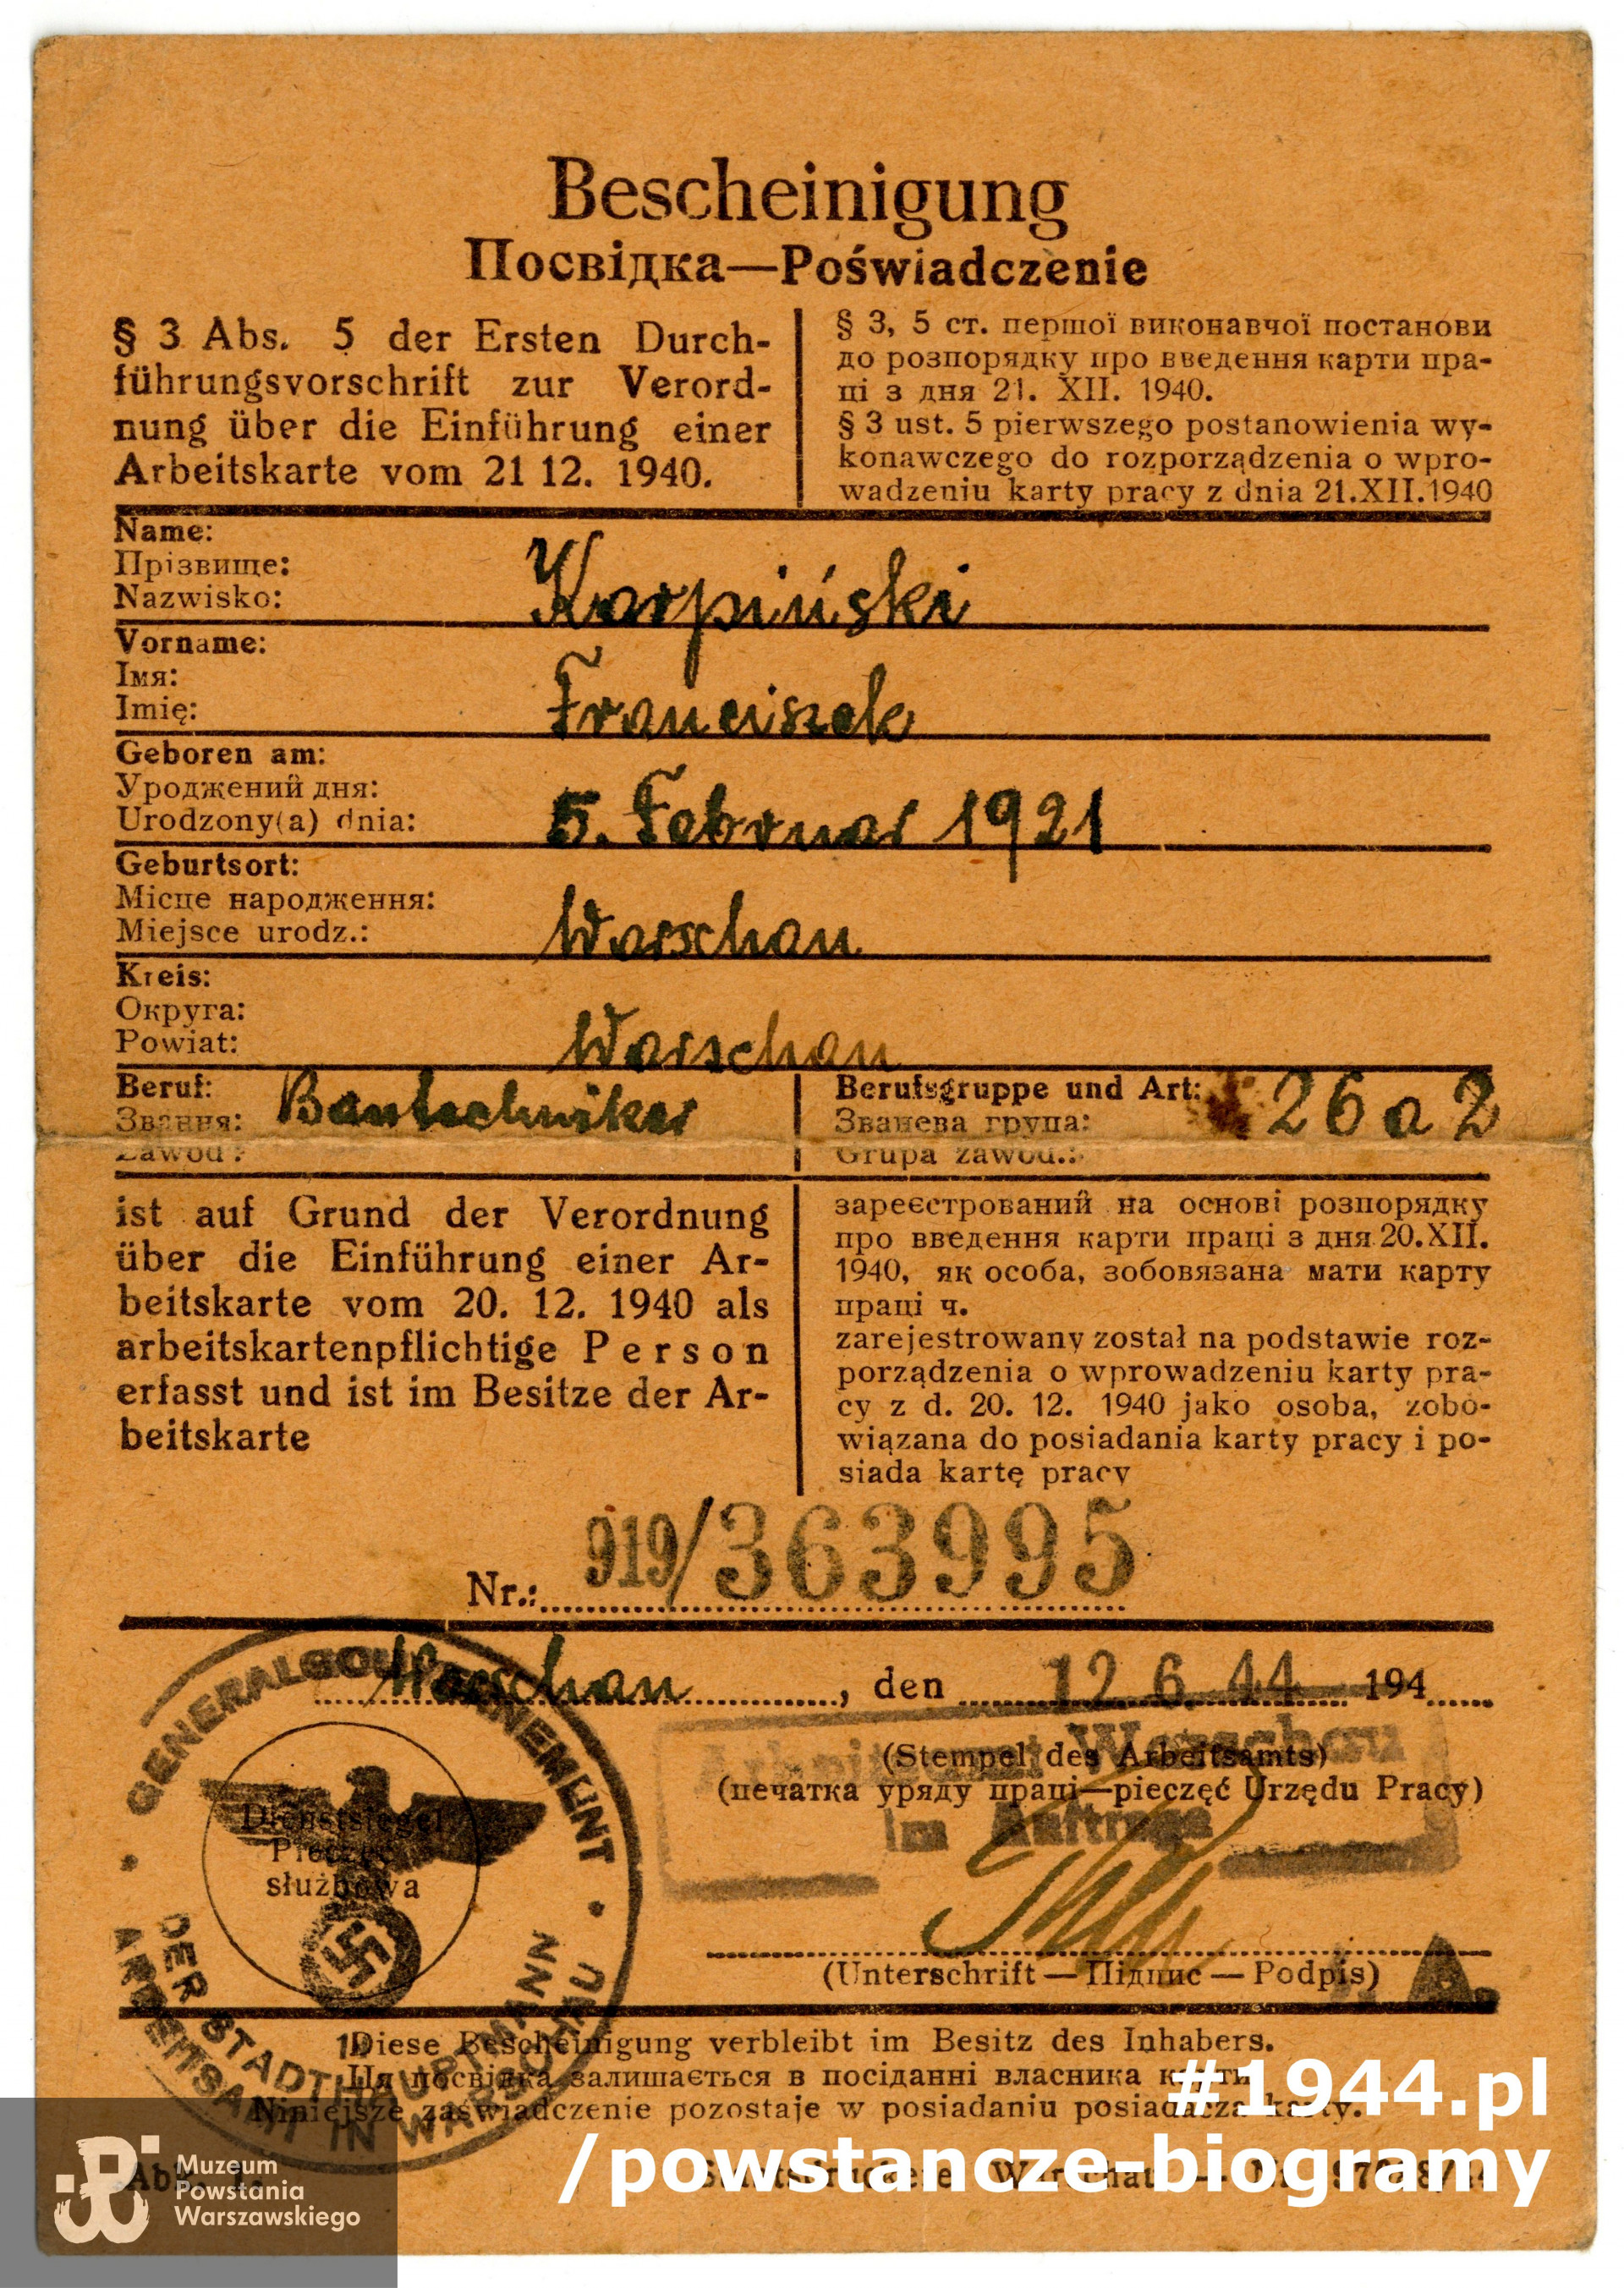 Bescheinigung
Посвідка—Poświadczenie
§ 3 Abs. 5 der Ersten Durch-
führungsvorschrift zur Verord-
nung über die Einführung einer
Arbeitskarte vom 21 12. 1940.
§ 3, 5 ст. першої виконавчої постанови
до розпорядку про введення карти пра-
ці з дня 21. XII. 1940.
§ 3 ust. 5 pierwszego postanowienia wy-
konawczego do rozporządzenia o wpro-
wadzeniu karty pracy z dnia 21.XII.1940
Name:
Прізвище:
Nazwisko:
Karpiński
Vorname:
Імя:
Imię:
Franciszek
Geboren am:
Уроджений дня:
Urodzony(a) dnia:
5. Februar 1921
Geburtsort:
Місце народження:
Miejsce urodz.:
Warschau
Kreis:
Округа:
Powiat:
Warschau
Beruf:
Звання:
Zawód:
Bautechniker
Berufsgruppe und Art:
Званева група:
Grupa zawod.:
26 a 2
ist auf Grund der Verordnung
über die Einführung einer Ar-
beitskarte vom 20. 12. 1940 als
arbeitskartenpflichtige Person
erfasst und ist im Besitze der Ar-
beitskarte
зареєстрований на основі розпорядку
про введення карти праці з дня 20.XII.
1940, як особа, зобовязана мати карту
праці ч.
zarejestrowany został na podstawie roz-
porządzenia o wprowadzeniu karty pra-
cy z d. 20. 12. 1940 jako osoba, zobo-
wiązana do posiadania karty pracy i po-
siada kartę pracy
Nr.: 919/363995
Warschau, den 12. 6. 44 194
GENERALGOUVERNEMENT
DER STADTHAUPTMANN
ARBEITSAMT IN WARSCHAU
Dienstsiegel
Pieczęć
służbowa
Arbeitsamt Warschau
Im Auftrage
(Stempel des Arbeitsamts)
(печатка уряду праці—pieczęć Urzędu Pracy)
(Unterschrift — Підпис — Podpis)
Diese Bescheinigung verbleibt im Besitz des Inhabers.
Ця посвідка залишається в посіданні власника карти
Niniejsze zaświadczenie pozostaje w posiadaniu posiadacza karty.
#1944.pl
/powstancze-biogramy
Muzeum
Powstania
Warszawskiego